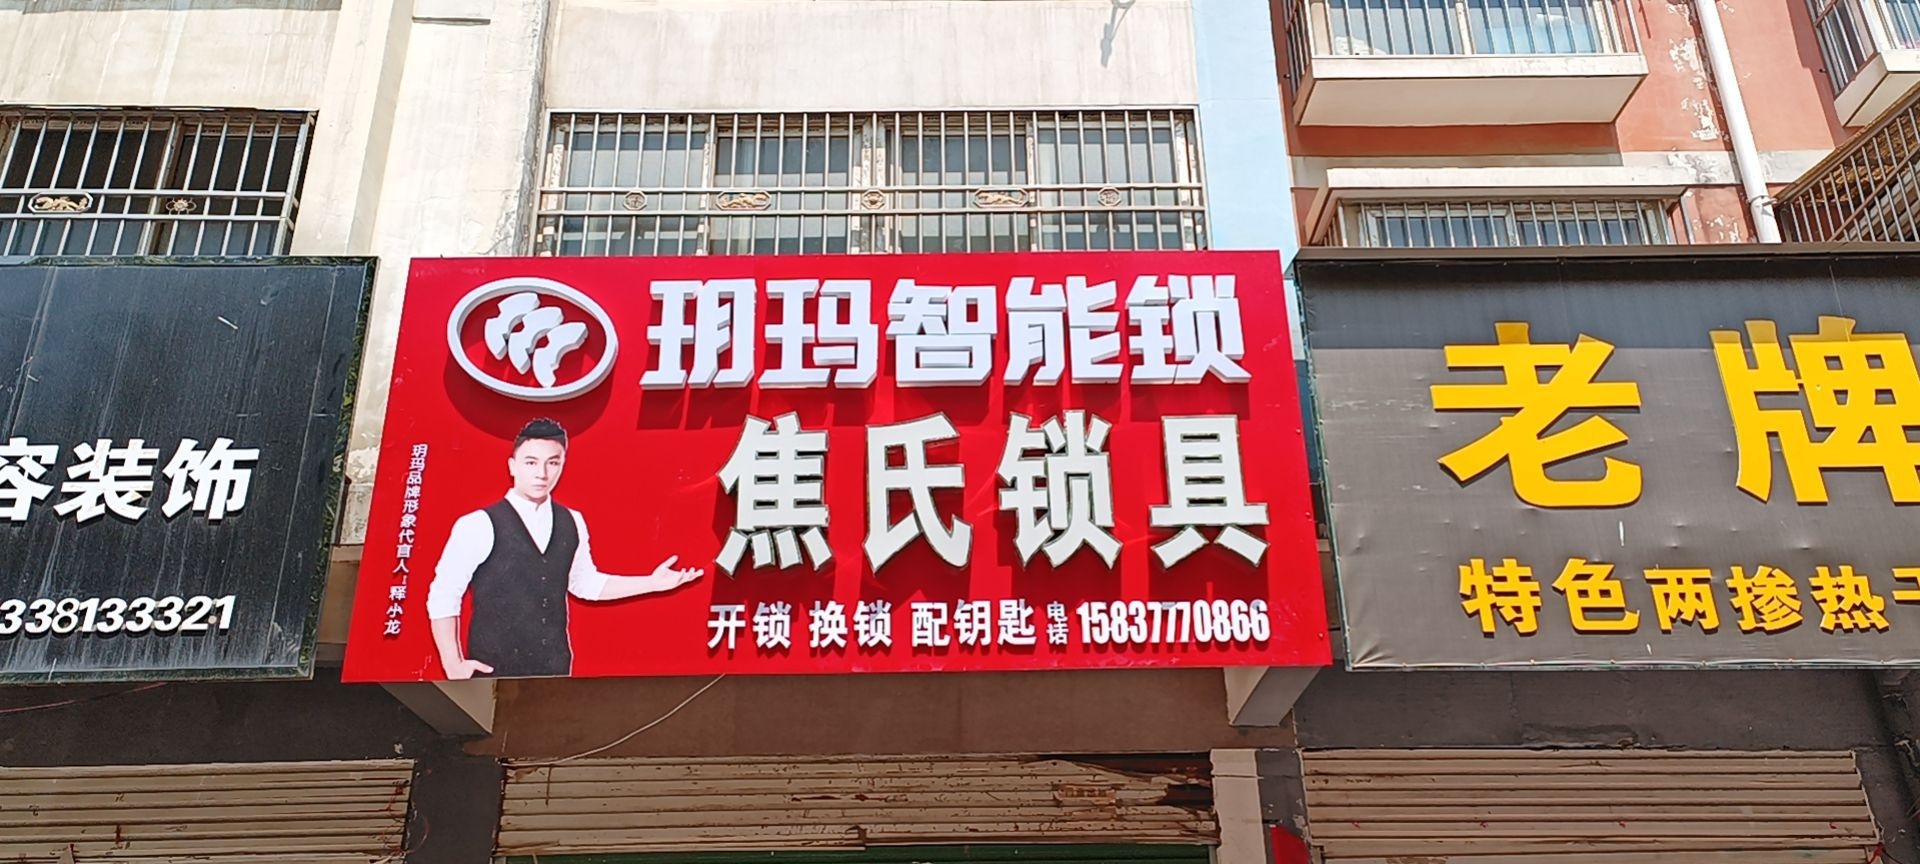 玥玛智能锁
焦氏锁具
开锁 换锁 配钥匙 电话 15837770866
玥玛品牌形象代言人：释小龙
容装饰
338133321
老牌
特色两掺热干